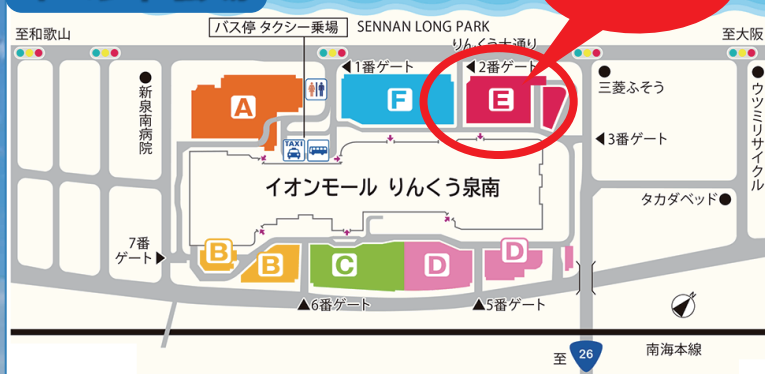 バス停 タクシー乗場
SENNAN LONG PARK
至和歌山
りんくう大通り
至大阪
◀1番ゲート
◀2番ゲート
新泉南病院
A
F
E
三菱ふそう
ウツミリサイクル
TAXI
◀3番ゲート
イオンモール りんくう泉南
タカダベッド
7番
ゲート▶
B
B
C
D
D
▲6番ゲート
▲5番ゲート
N
至
26
南海本線